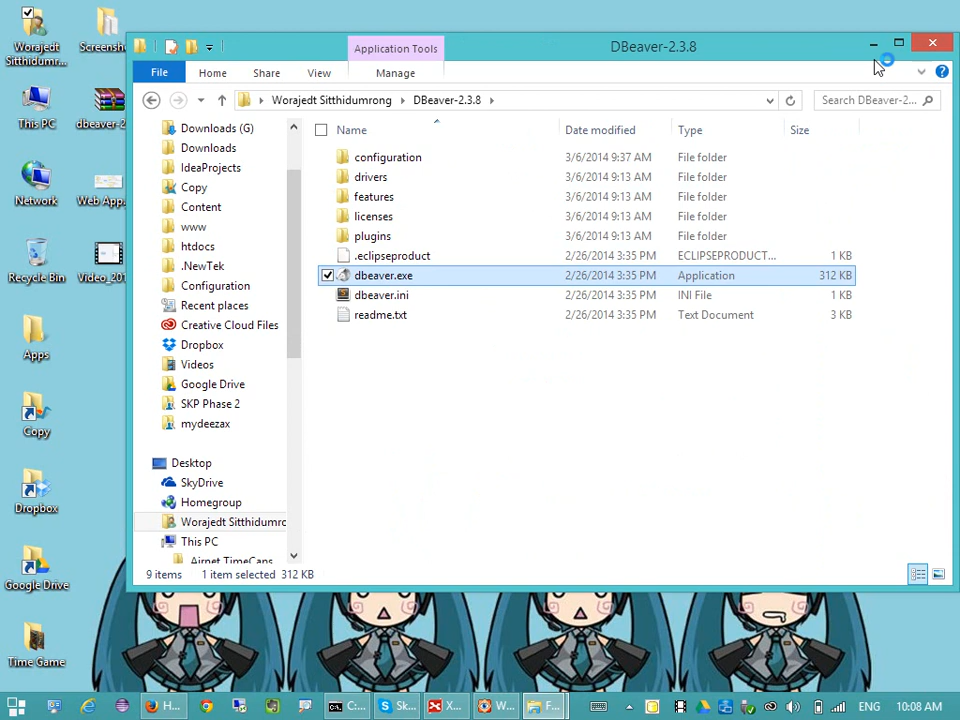 DBeaver-2.3.8
Application Tools
File
Home
Share
View
Manage
Worajedt Sitthidumrong
DBeaver-2.3.8
Search DBeaver-2...
Worajedt
Sitthidumr...
Screensh
This PC
dbeaver-2
Network
Web App.
Recycle Bin
Video_201
Apps
Copy
Dropbox
Google Drive
Time Game
Downloads (G)
Downloads
IdeaProjects
Copy
Content
www
htdocs
.NewTek
Configuration
Recent places
Creative Cloud Files
Dropbox
Videos
Google Drive
SKP Phase 2
mydeezax
Desktop
SkyDrive
Homegroup
Worajedt Sitthidumro
This PC
Airnet TimeCaps
Name Date modified Type Size
configuration 3/6/2014 9:37 AM File folder
drivers 3/6/2014 9:13 AM File folder
features 3/6/2014 9:13 AM File folder
licenses 3/6/2014 9:13 AM File folder
plugins 3/6/2014 9:13 AM File folder
.eclipseproduct 2/26/2014 3:35 PM ECLIPSEPRODUCT... 1 KB
dbeaver.exe 2/26/2014 3:35 PM Application 312 KB
dbeaver.ini 2/26/2014 3:35 PM INI File 1 KB
readme.txt 2/26/2014 3:35 PM Text Document 3 KB
9 items 1 item selected 312 KB
H...
C:...
Sk...
X...
W...
F...
ENG
10:08 AM